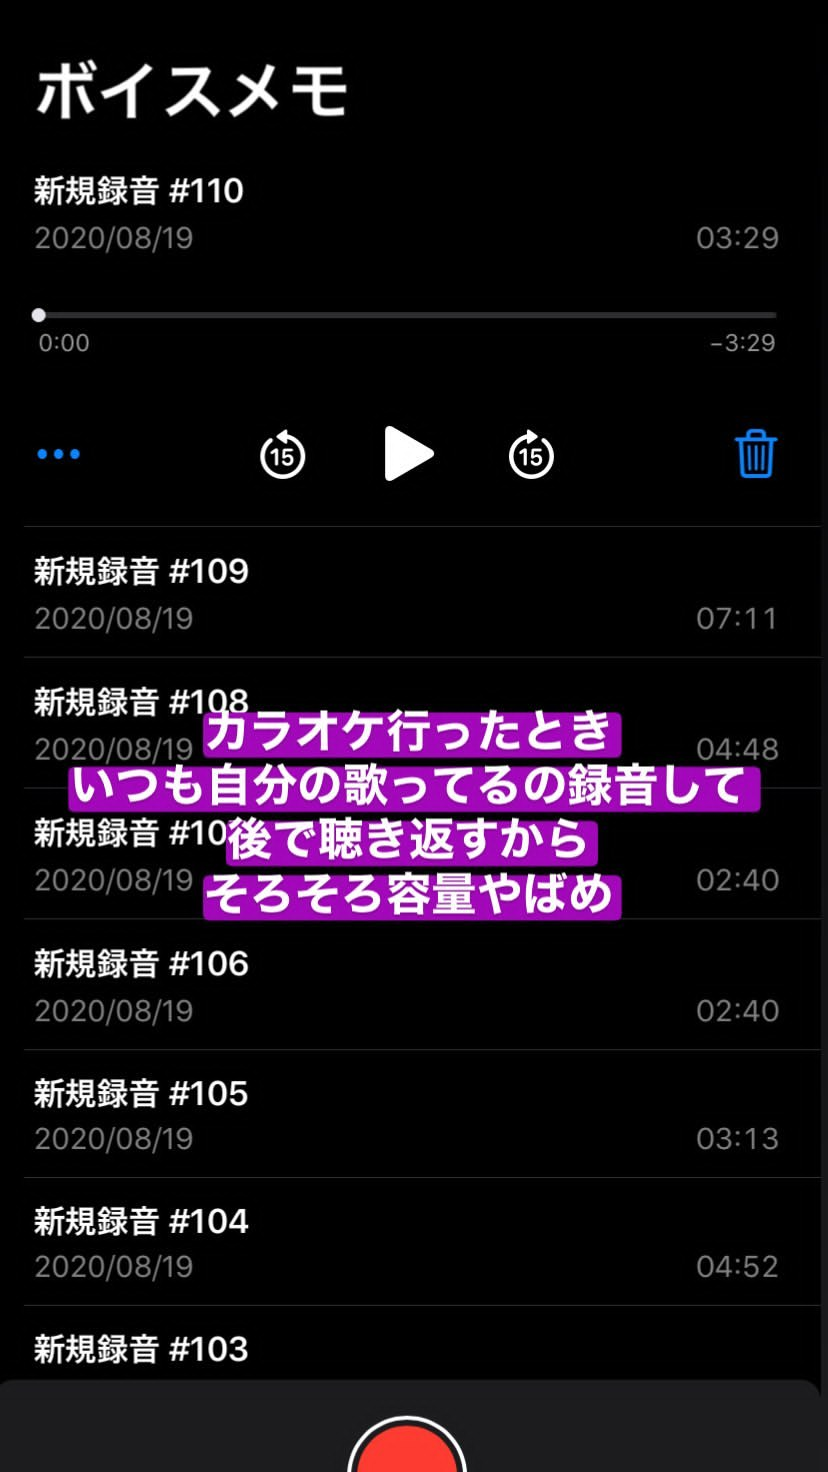 ボイスメモ
新規録音 #110
2020/08/19 03:29
0:00 −3:29
15 15
新規録音 #109
2020/08/19 07:11
新規録音 #108
2020/08/19 04:48
カラオケ行ったとき
いつも自分の歌ってるの録音して
後で聴き返すから
そろそろ容量やばめ
新規録音 #10
2020/08/19 02:40
新規録音 #106
2020/08/19 02:40
新規録音 #105
2020/08/19 03:13
新規録音 #104
2020/08/19 04:52
新規録音 #103